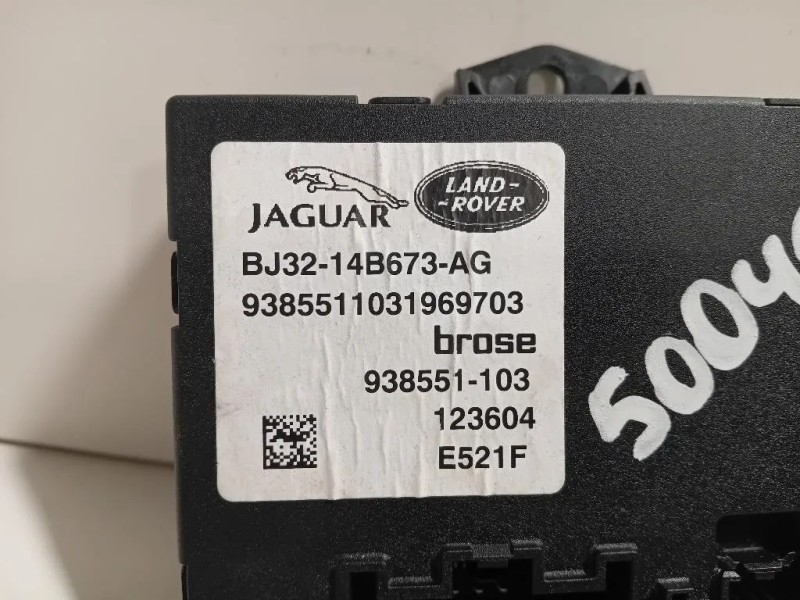 JAGUAR
LAND-
-ROVER
BJ32-14B673-AG
9385511031969703
brose
938551-103
123604
E521F